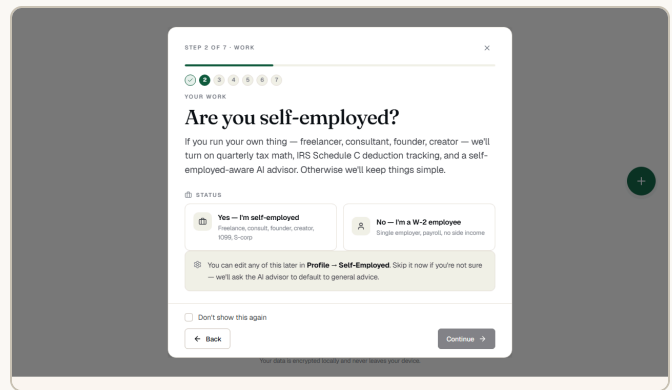 STEP 2 OF 7 · WORK
2 3 4 5 6 7
YOUR WORK
Are you self-employed?
If you run your own thing — freelancer, consultant, founder, creator — we'll
turn on quarterly tax math, IRS Schedule C deduction tracking, and a self-
employed-aware AI advisor. Otherwise we'll keep things simple.
STATUS
Yes — I'm self-employed
Freelance, consult, founder, creator,
1099, S-corp
No — I'm a W-2 employee
Single employer, payroll, no side income
You can edit any of this later in Profile → Self-Employed. Skip it now if you're not sure
— we'll ask the AI advisor to default to general advice.
Don't show this again
← Back
Continue →
Your data is encrypted locally and never leaves your device.